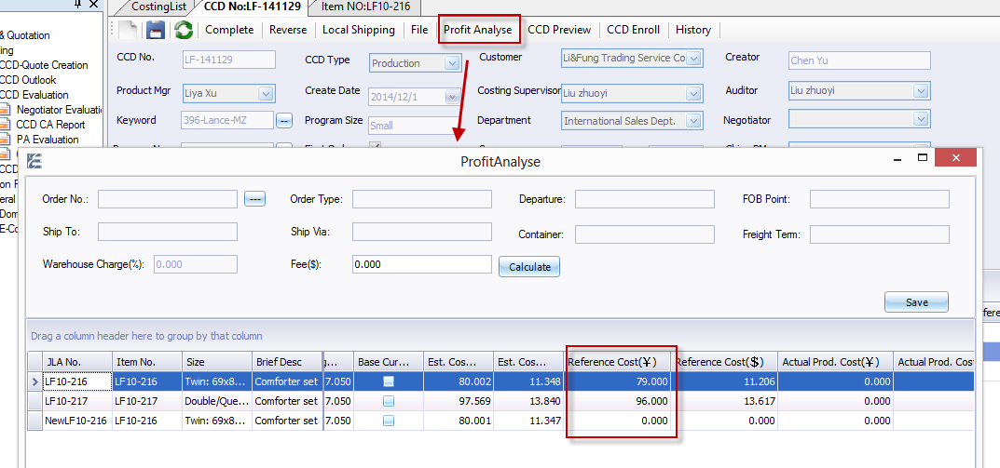 CostingList
CCD No:LF-141129
Item NO:LF10-216
Complete
Reverse
Local Shipping
File
Profit Analyse
CCD Preview
CCD Enroll
History
& Quotation
ing
CCD-Quote Creation
CCD Outlook
CCD Evaluation
Negotiator Evaluati
CCD CA Report
PA Evaluation
CCD No.
LF-141129
CCD Type
Production
Customer
Li&Fung Trading Service Co
Creator
Chen Yu
Product Mgr
Liya Xu
Create Date
2014/12/1
Costing Supervisor
Liu zhuoyi
Auditor
Liu zhuoyi
Keyword
396-Lance-MZ
Program Size
Small
Department
International Sales Dept.
Negotiator
CCD
on F
eral
Dom
E-Co
fere
ProfitAnalyse
Order No.:
Order Type:
Departure:
FOB Point:
Ship To:
Ship Via:
Container:
Freight Term:
Warehouse Charge(%):
0.000
Fee($):
0.000
Calculate
Save
Drag a column header here to group by that column
JLA No. Item No. Size Brief Desc g... Base Cur... Est. Cos... Est. Cos... Reference Cost(¥) Reference Cost($) Actual Prod. Cost(¥) Actual Prod. Cost
LF10-216 LF10-216 Twin: 69x8... Comforter set 7.050 80.002 11.348 79.000 11.206 0.000
LF10-217 LF10-217 Double/Que... Comforter set 7.050 97.569 13.840 96.000 13.617 0.000
NewLF10-216 LF10-216 Twin: 69x8... Comforter set 7.050 80.001 11.347 0.000 0.000 0.000